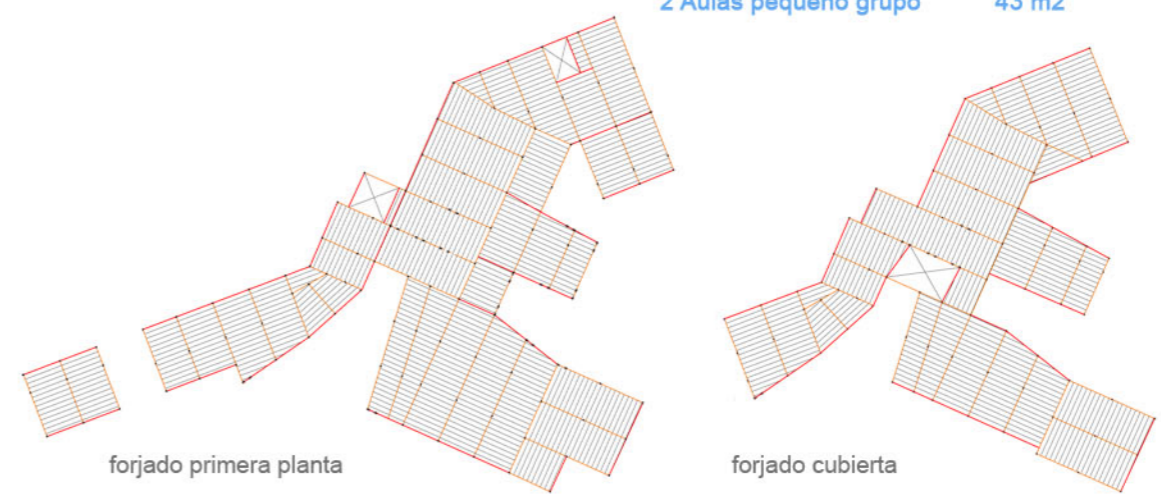 2 Aulas pequeño grupo 43 m2
forjado primera planta
forjado cubierta